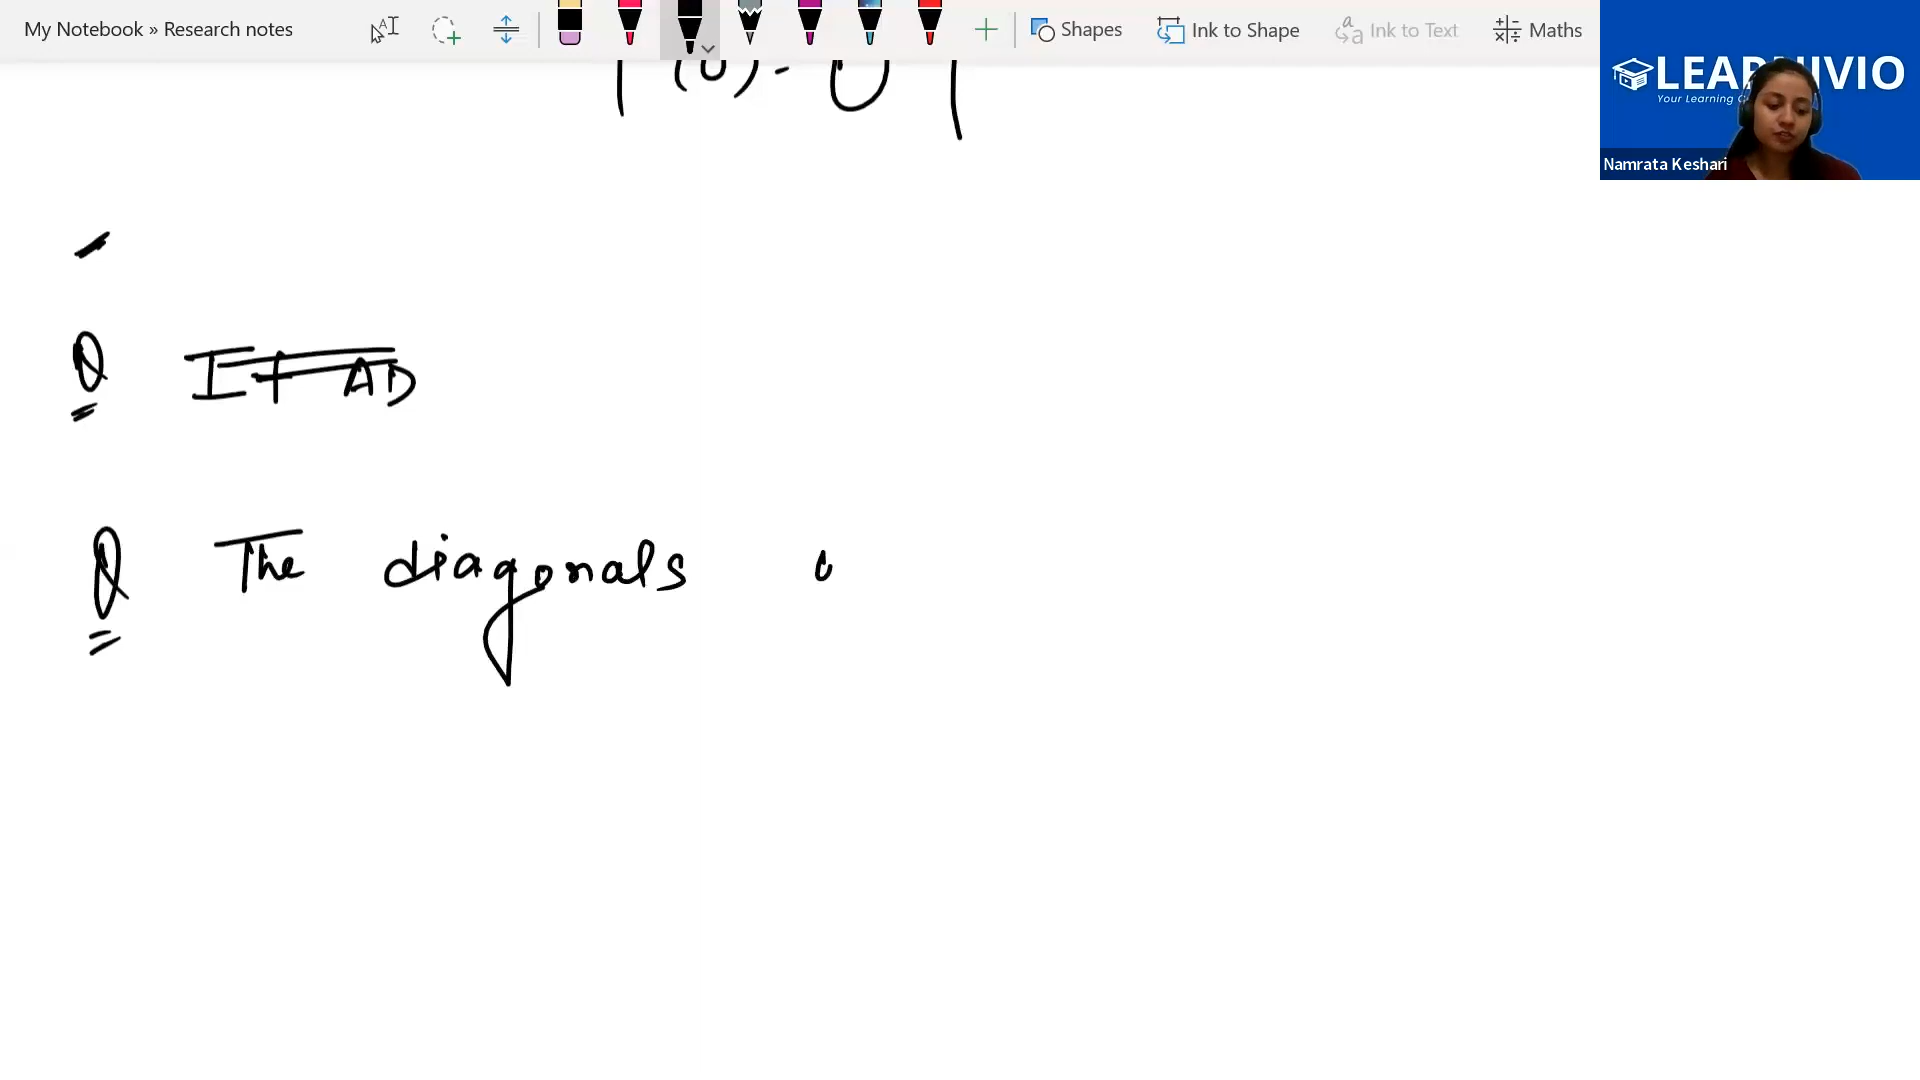 My Notebook » Research notes
Shapes
Ink to Shape
Ink to Text
Maths
Your Learning
Namrata Keshari
Q If AD
Q The diagonals